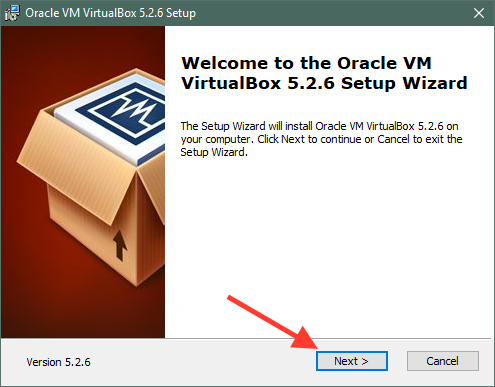 Oracle VM VirtualBox 5.2.6 Setup
Welcome to the Oracle VM
VirtualBox 5.2.6 Setup Wizard
The Setup Wizard will install Oracle VM VirtualBox 5.2.6 on
your computer. Click Next to continue or Cancel to exit the
Setup Wizard.
Version 5.2.6
Next >
Cancel